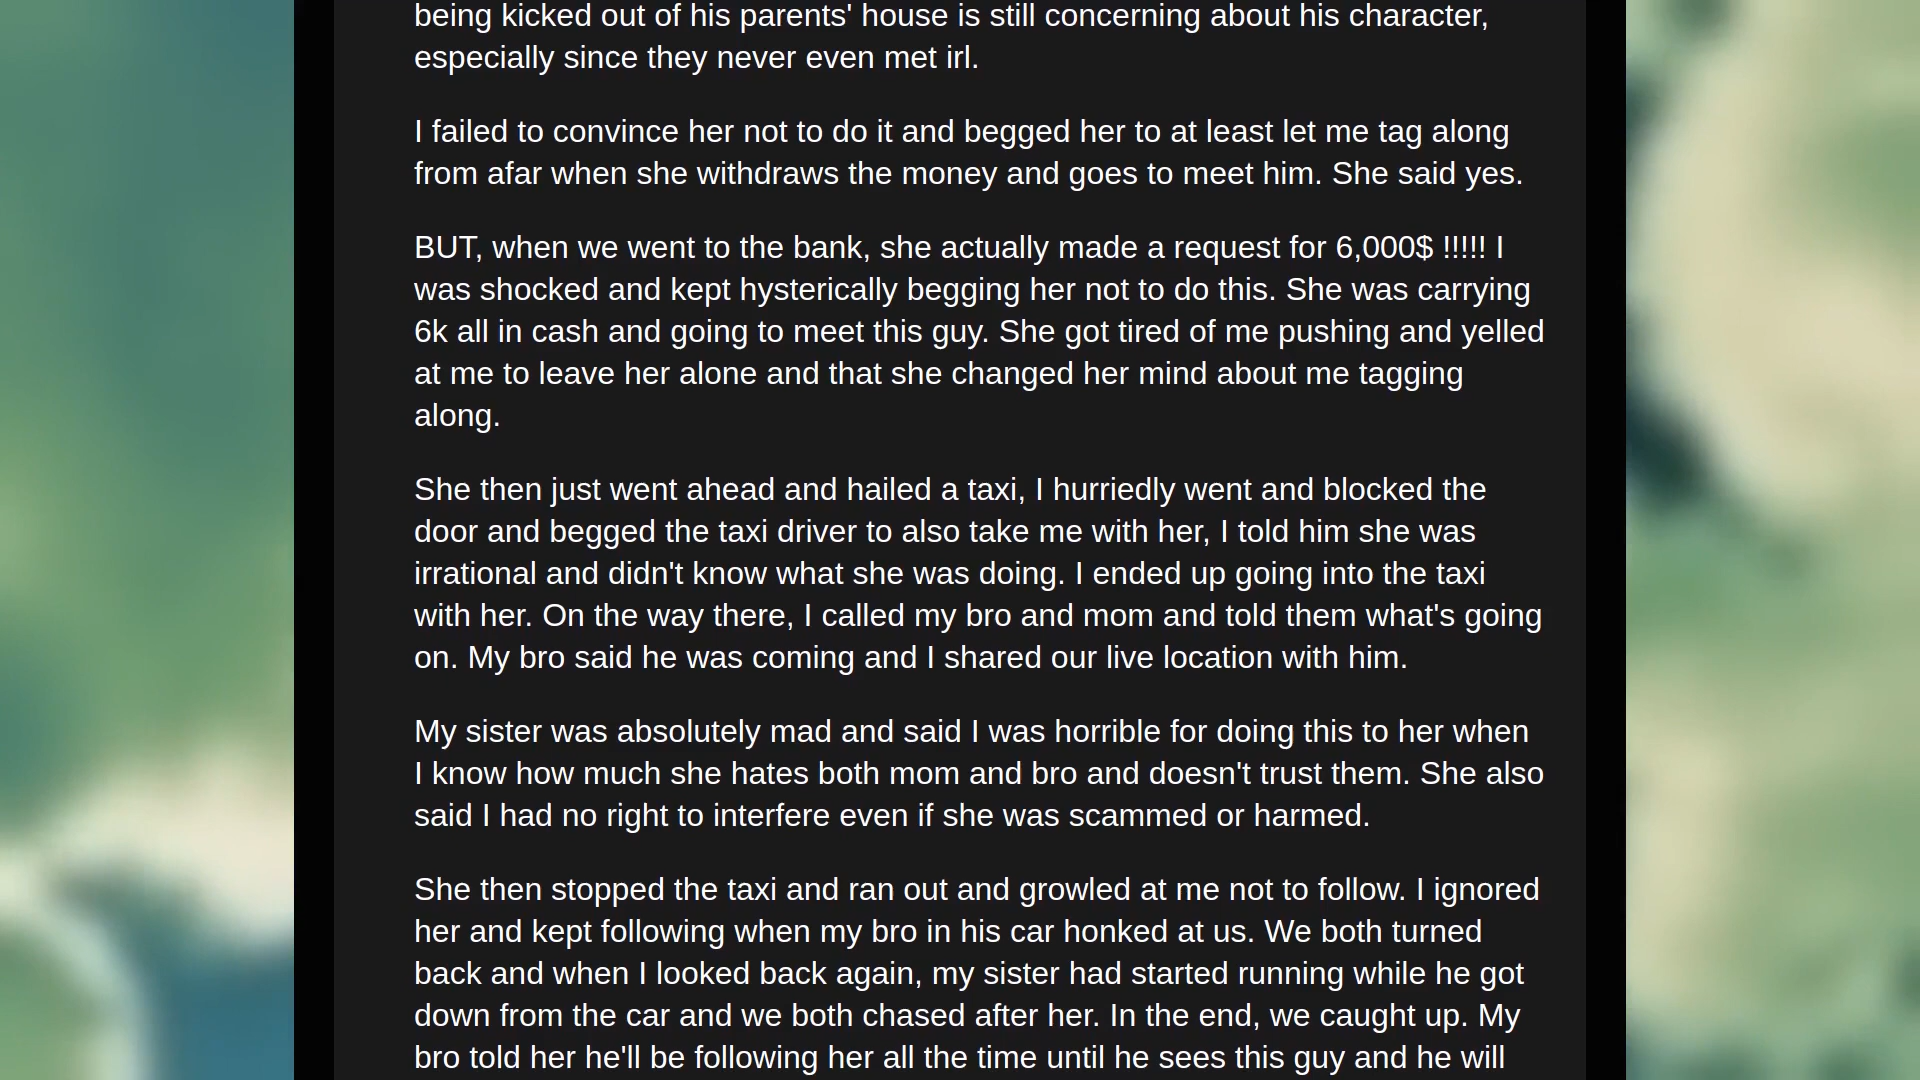 being kicked out of his parents' house is still concerning about his character,
especially since they never even met irl.
I failed to convince her not to do it and begged her to at least let me tag along
from afar when she withdraws the money and goes to meet him. She said yes.
BUT, when we went to the bank, she actually made a request for 6,000$ !!!!! I
was shocked and kept hysterically begging her not to do this. She was carrying
6k all in cash and going to meet this guy. She got tired of me pushing and yelled
at me to leave her alone and that she changed her mind about me tagging
along.
She then just went ahead and hailed a taxi, I hurriedly went and blocked the
door and begged the taxi driver to also take me with her, I told him she was
irrational and didn't know what she was doing. I ended up going into the taxi
with her. On the way there, I called my bro and mom and told them what's going
on. My bro said he was coming and I shared our live location with him.
My sister was absolutely mad and said I was horrible for doing this to her when
I know how much she hates both mom and bro and doesn't trust them. She also
said I had no right to interfere even if she was scammed or harmed.
She then stopped the taxi and ran out and growled at me not to follow. I ignored
her and kept following when my bro in his car honked at us. We both turned
back and when I looked back again, my sister had started running while he got
down from the car and we both chased after her. In the end, we caught up. My
bro told her he'll be following her all the time until he sees this guy and he will